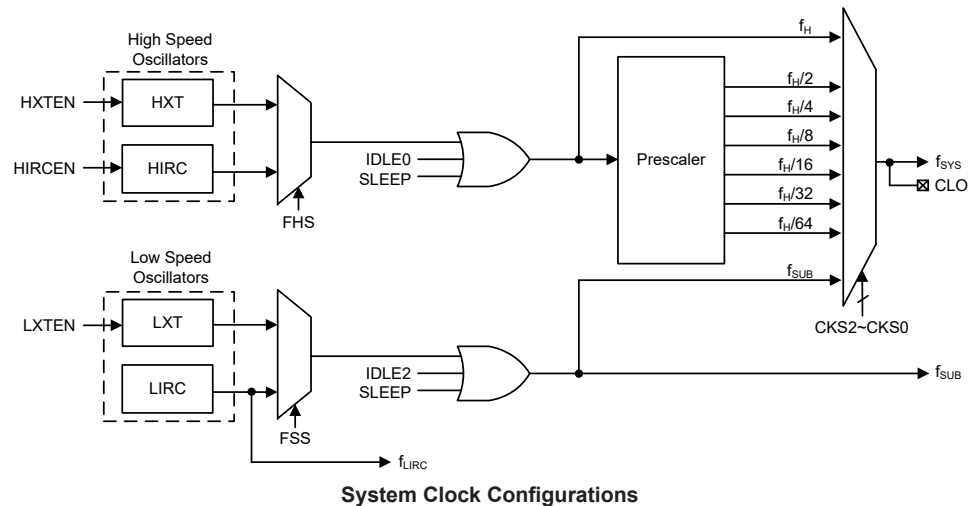 High Speed
Oscillators
HXTEN
HXT
HIRCEN
HIRC
FHS
IDLE0
SLEEP
Prescaler
fH
fH/2
fH/4
fH/8
fH/16
fH/32
fH/64
fSUB
fSYS
CLO
CKS2~CKS0
Low Speed
Oscillators
LXTEN
LXT
LIRC
FSS
IDLE2
SLEEP
fSUB
fLIRC
System Clock Configurations